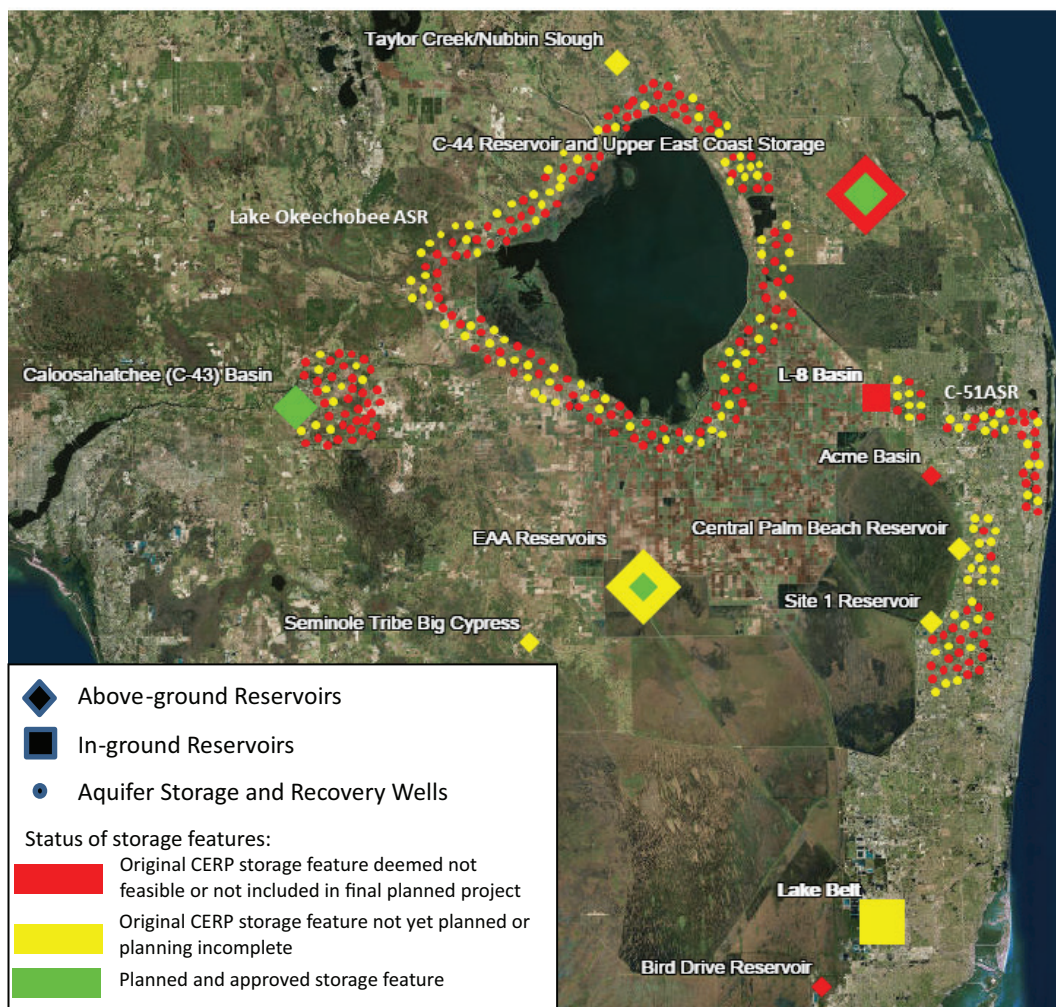 Taylor Creek/Nubbin Slough
C-44 Reservoir and Upper East Coast Storage
Lake Okeechobee ASR
Caloosahatchee (C-43) Basin
L-8 Basin
C-51ASR
Acme Basin
Central Palm Beach Reservoir
EAA Reservoirs
Site 1 Reservoir
Seminole Tribe Big Cypress
Above-ground Reservoirs
In-ground Reservoirs
Aquifer Storage and Recovery Wells
Status of storage features:
Original CERP storage feature deemed not
feasible or not included in final planned project
Original CERP storage feature not yet planned or
planning incomplete
Planned and approved storage feature
Lake Belt
Bird Drive Reservoir